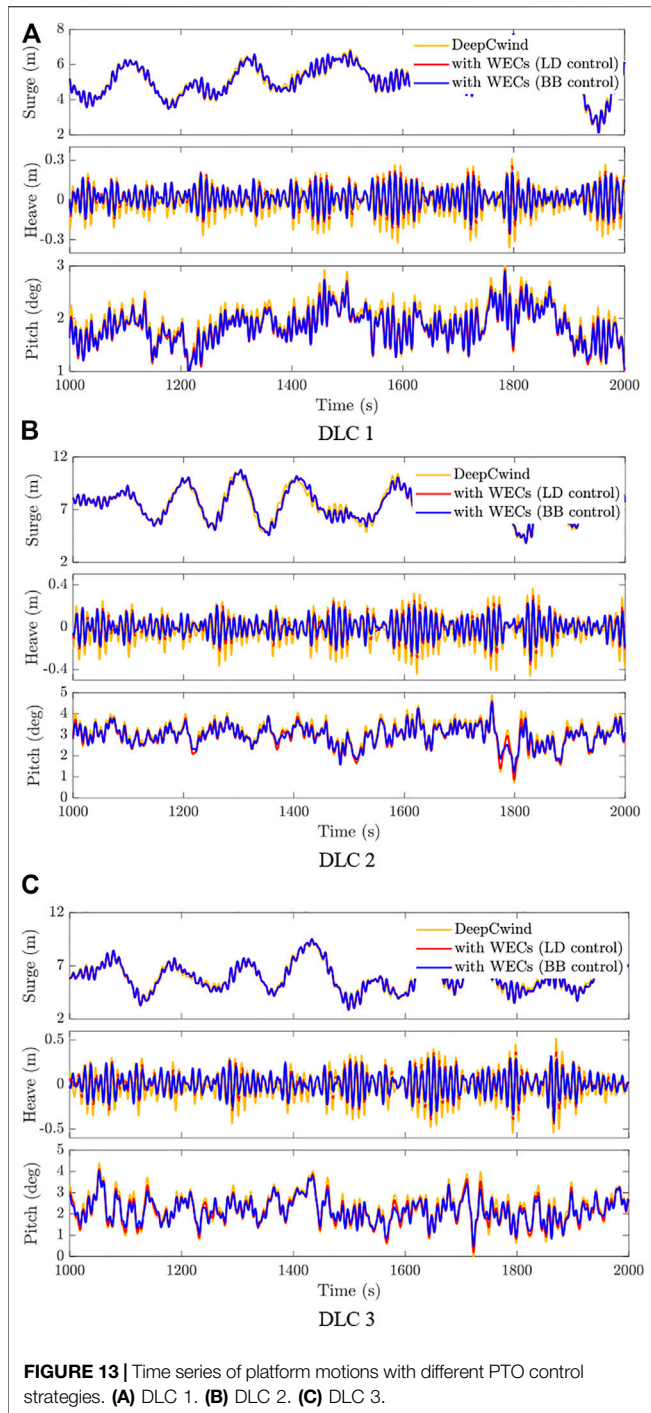 A
8
6
4
2
Surge (m)
DeepCwind
with WECs (LD control)
with WECs (BB control)
0.3
0
-0.3
Heave (m)
3
2
1
Pitch (deg)
1000 1200 1400 1600 1800 2000
Time (s)
DLC 1
B
12
7
2
Surge (m)
DeepCwind
with WECs (LD control)
with WECs (BB control)
0.4
0
-0.4
Heave (m)
5
4
3
2
1
0
Pitch (deg)
1000 1200 1400 1600 1800 2000
Time (s)
DLC 2
C
12
7
2
Surge (m)
DeepCwind
with WECs (LD control)
with WECs (BB control)
0.5
0
-0.5
Heave (m)
5
4
3
2
1
0
Pitch (deg)
1000 1200 1400 1600 1800 2000
Time (s)
DLC 3
FIGURE 13 | Time series of platform motions with different PTO control
strategies. (A) DLC 1. (B) DLC 2. (C) DLC 3.